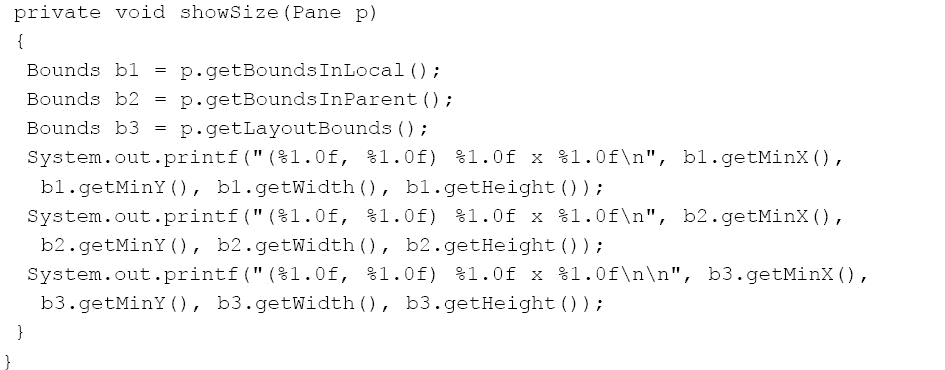 private void showSize(Pane p)
{
Bounds b1 = p.getBoundsInLocal();
Bounds b2 = p.getBoundsInParent();
Bounds b3 = p.getLayoutBounds();
System.out.printf("(%1.0f, %1.0f) %1.0f x %1.0f\n", b1.getMinX(),
b1.getMinY(), b1.getWidth(), b1.getHeight());
System.out.printf("(%1.0f, %1.0f) %1.0f x %1.0f\n", b2.getMinX(),
b2.getMinY(), b2.getWidth(), b2.getHeight());
System.out.printf("(%1.0f, %1.0f) %1.0f x %1.0f\n\n", b3.getMinX(),
b3.getMinY(), b3.getWidth(), b3.getHeight());
}
}